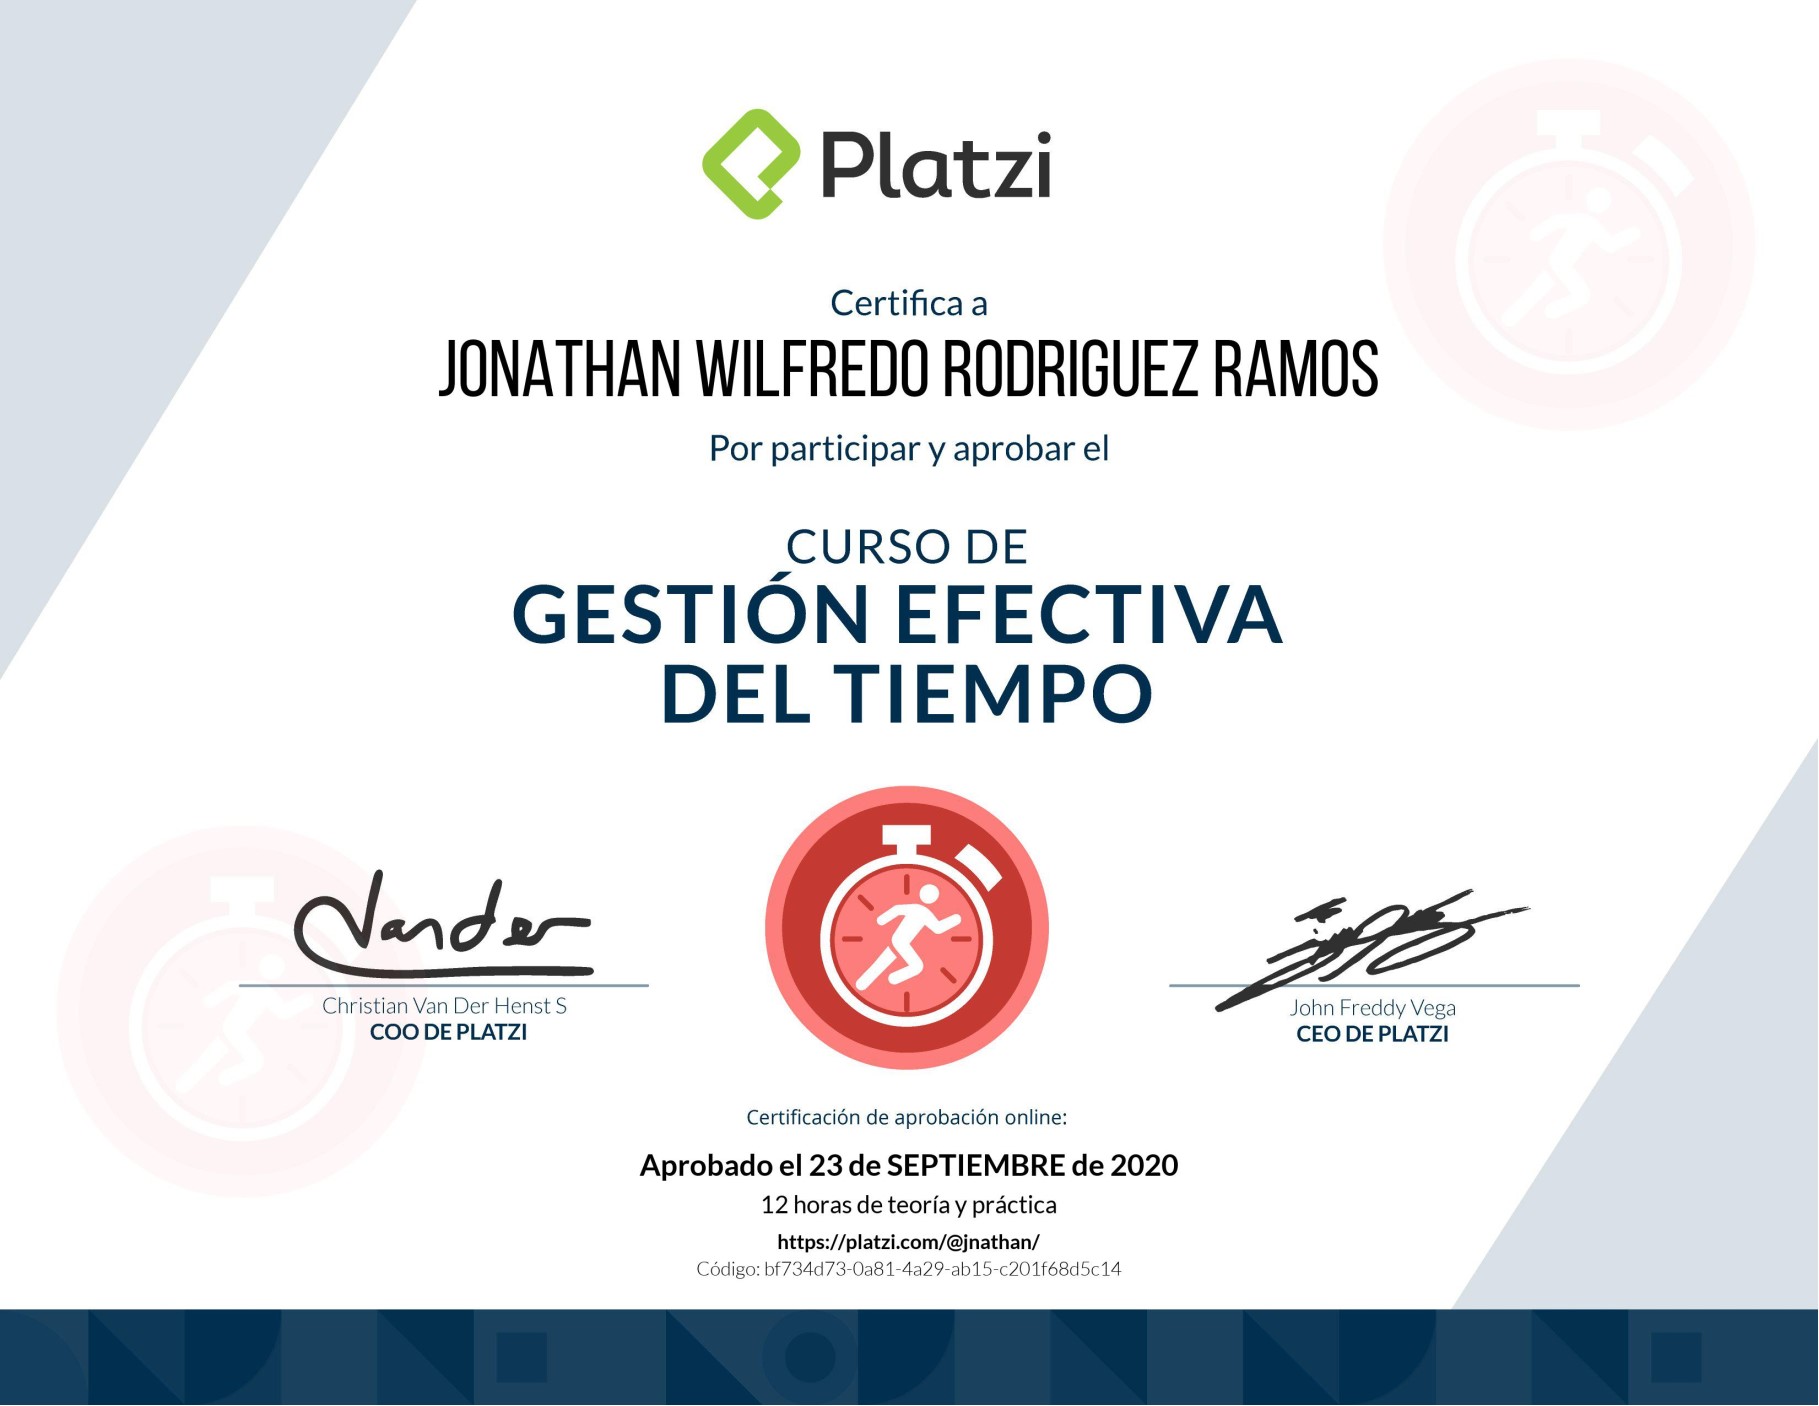 Platzi
Certifica a
JONATHAN WILFREDO RODRIGUEZ RAMOS
Por participar y aprobar el
CURSO DE
GESTIÓN EFECTIVA
DEL TIEMPO
Vander
Christian Van Der Henst S
COO DE PLATZI
John Freddy Vega
CEO DE PLATZI
Certificación de aprobación online:
Aprobado el 23 de SEPTIEMBRE de 2020
12 horas de teoría y práctica
https://platzi.com/@jnathan/
Código: bf734d73-0a81-4a29-ab15-c201f68d5c14